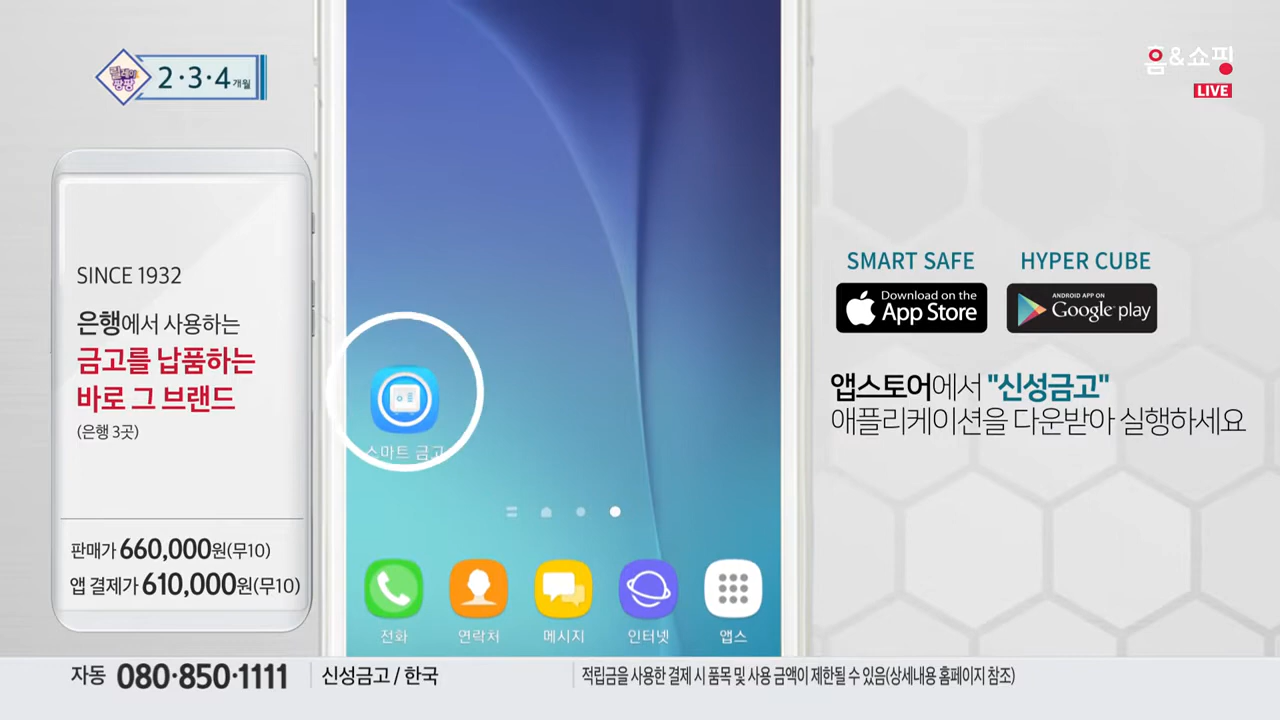 릴레이
팡팡
2·3·4개월
홈&쇼핑
LIVE
SINCE 1932
은행에서 사용하는
금고를 납품하는
바로 그 브랜드
(은행 3곳)
판매가 660,000원(무10)
앱 결제가 610,000원(무10)
스마트 금고
전화
연락처
메시지
인터넷
앱스
SMART SAFE
HYPER CUBE
Download on the
App Store
ANDROID APP ON
Google play
앱스토어에서 "신성금고"
애플리케이션을 다운받아 실행하세요
자동 080·850·1111
신성금고 / 한국
적립금을 사용한 결제 시 품목 및 사용 금액이 제한될 수 있음(상세내용 홈페이지 참조)